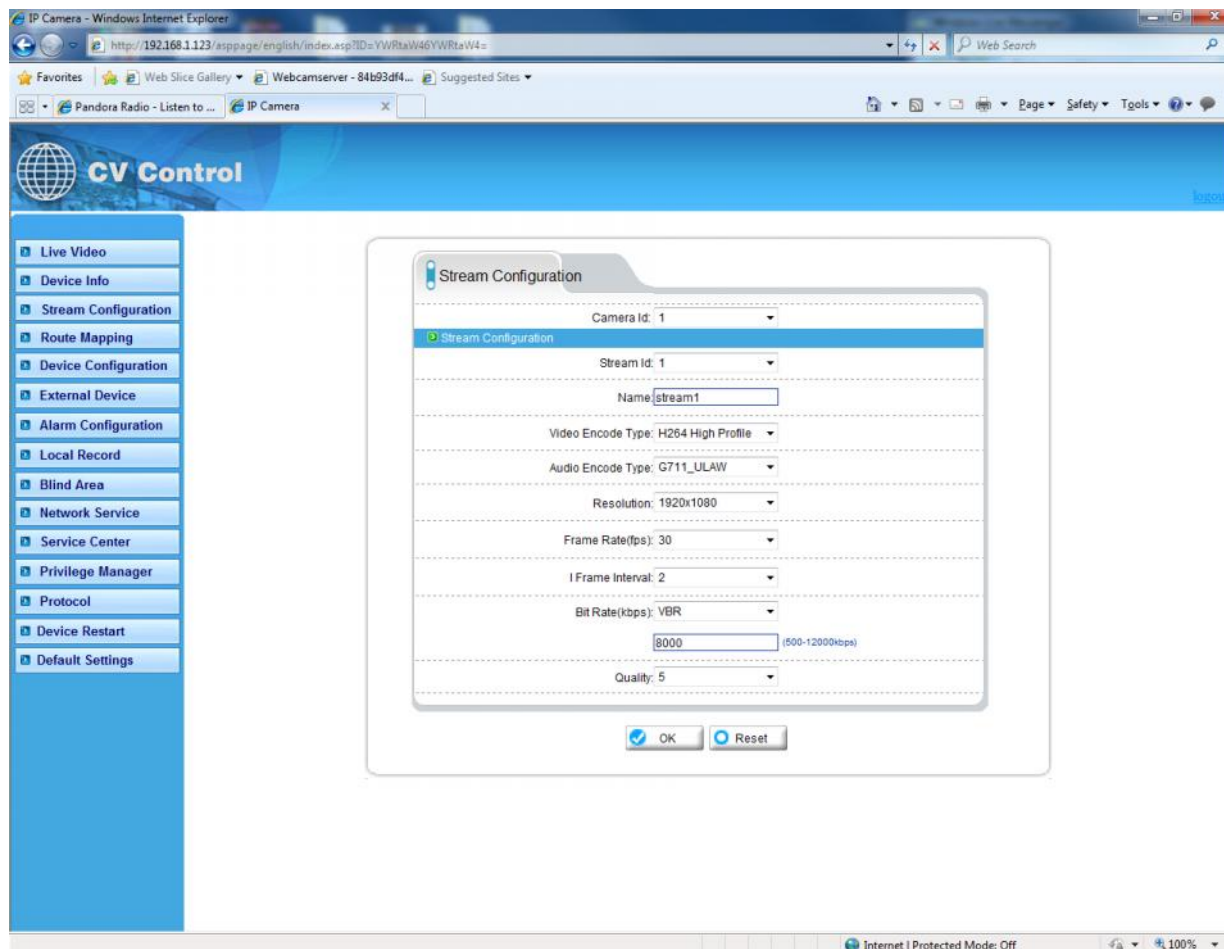 IP Camera - Windows Internet Explorer
http://192.168.1.123/asppage/english/index.asp?ID=YWRtaW46YWRtaW4=
Web Search
Favorites
Web Slice Gallery
Webcamserver - 84b93df4...
Suggested Sites
Pandora Radio - Listen to ...
IP Camera
Page
Safety
Tools
CV Control
logou
Live Video
Device Info
Stream Configuration
Route Mapping
Device Configuration
External Device
Alarm Configuration
Local Record
Blind Area
Network Service
Service Center
Privilege Manager
Protocol
Device Restart
Default Settings
Stream Configuration
Camera Id: 1
Stream Configuration
Stream Id: 1
Name: stream1
Video Encode Type: H264 High Profile
Audio Encode Type: G711_ULAW
Resolution: 1920x1080
Frame Rate(fps): 30
I Frame Interval: 2
Bit Rate(kbps): VBR
8000 (500-12000kbps)
Quality: 5
OK
Reset
Internet | Protected Mode: Off
100%